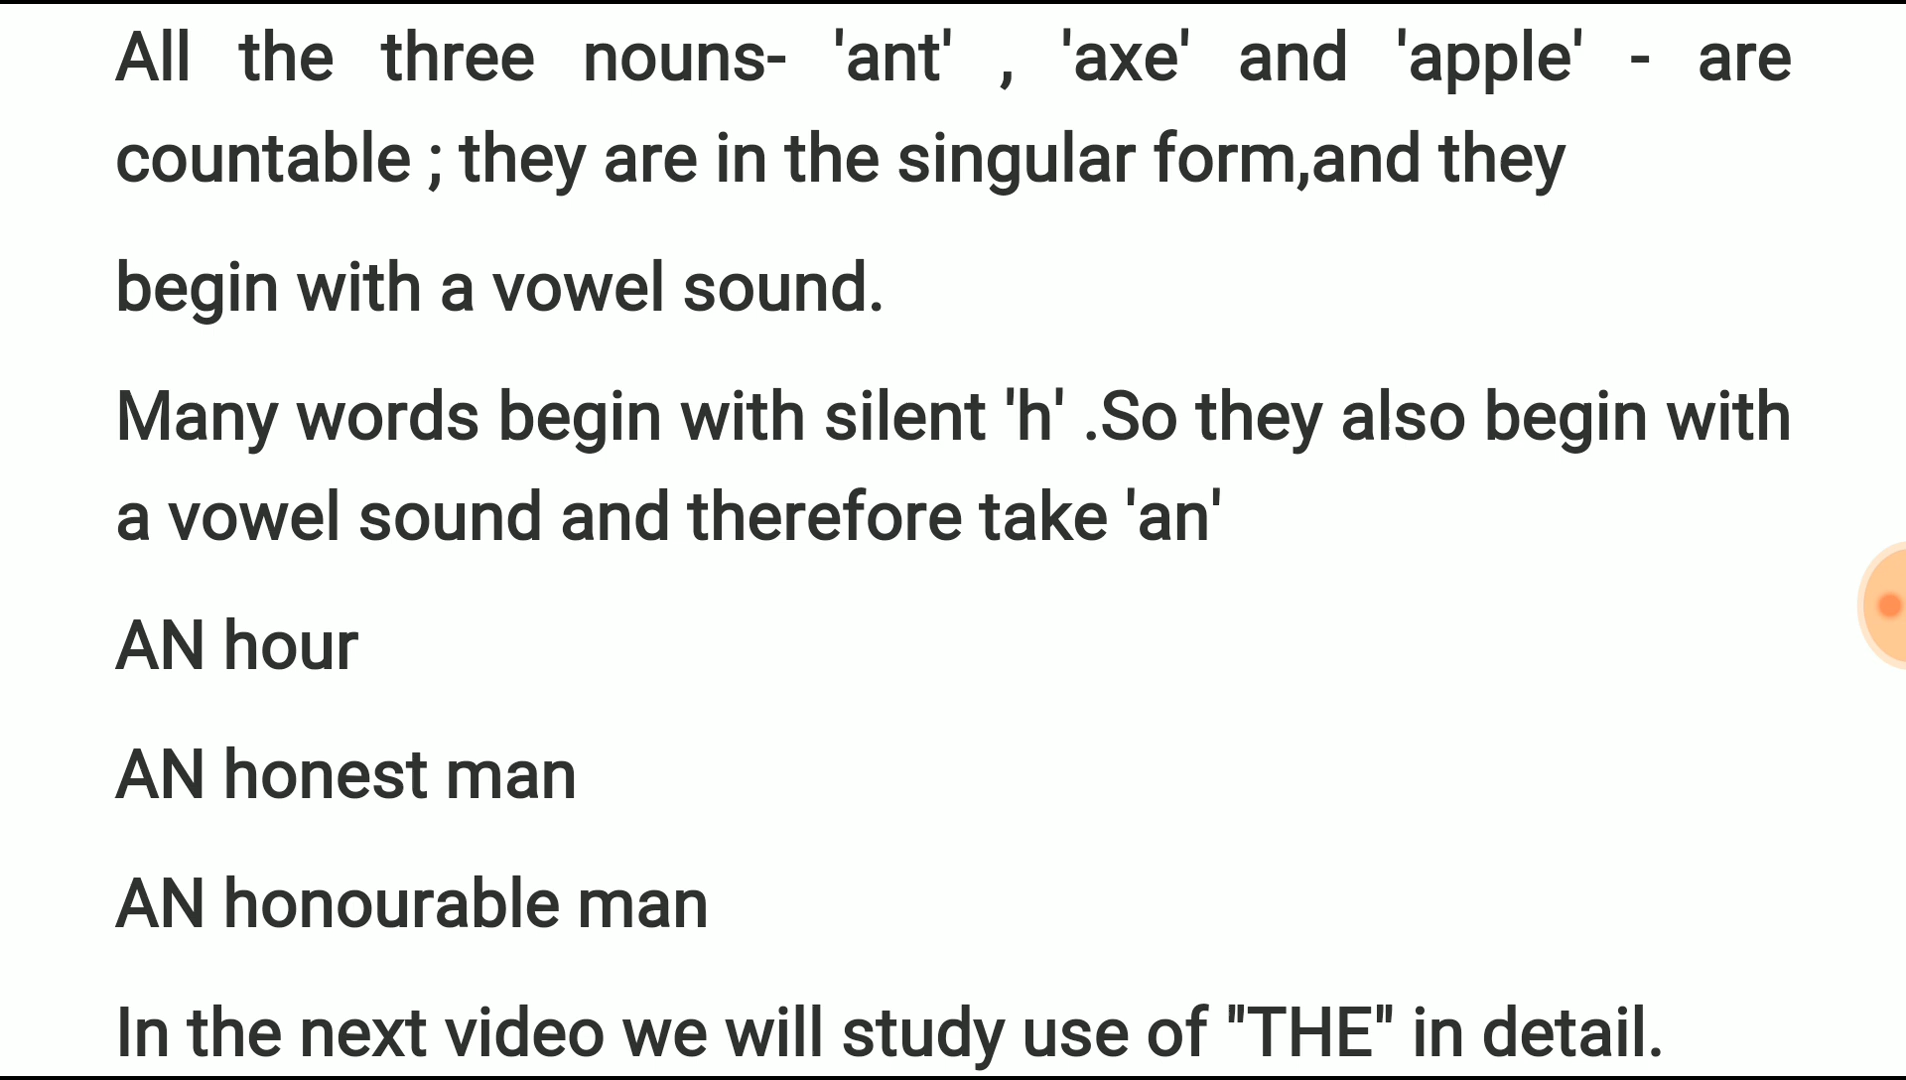 All the three nouns- 'ant' , 'axe' and 'apple' - are
countable ; they are in the singular form,and they
begin with a vowel sound.
Many words begin with silent 'h' .So they also begin with
a vowel sound and therefore take 'an'
AN hour
AN honest man
AN honourable man
In the next video we will study use of "THE" in detail.